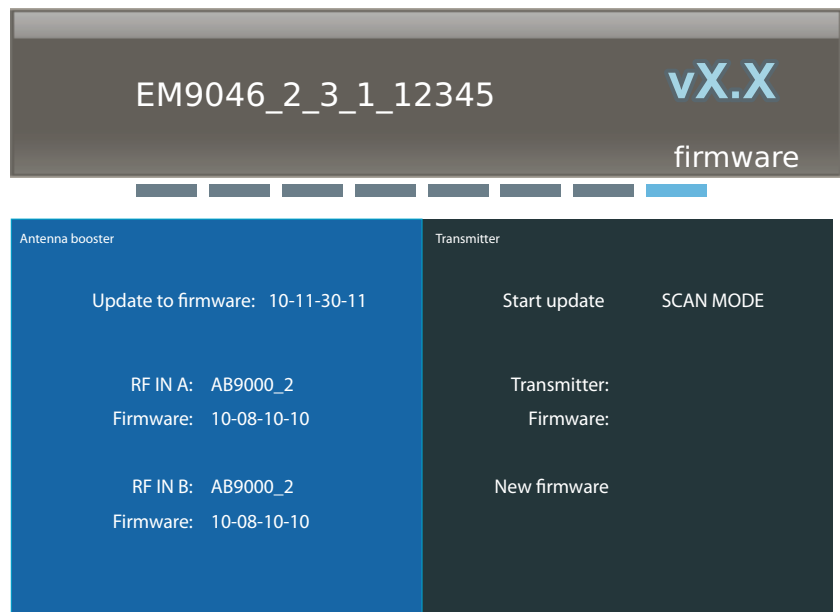 EM9046_2_3_1_12345
vX.X
firmware
Antenna booster
Update to firmware: 10-11-30-11
RF IN A: AB9000_2
Firmware: 10-08-10-10
RF IN B: AB9000_2
Firmware: 10-08-10-10
Transmitter
Start update SCAN MODE
Transmitter:
Firmware:
New firmware